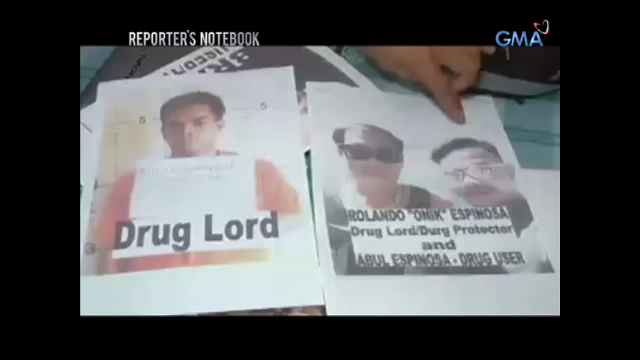 REPORTER'S NOTEBOOK
GMA
Drug Lord
ROLANDO "ONIK" ESPINOSA
Drug Lord/Durg Protector
and
ABUL ESPINOSA - DRUG USER